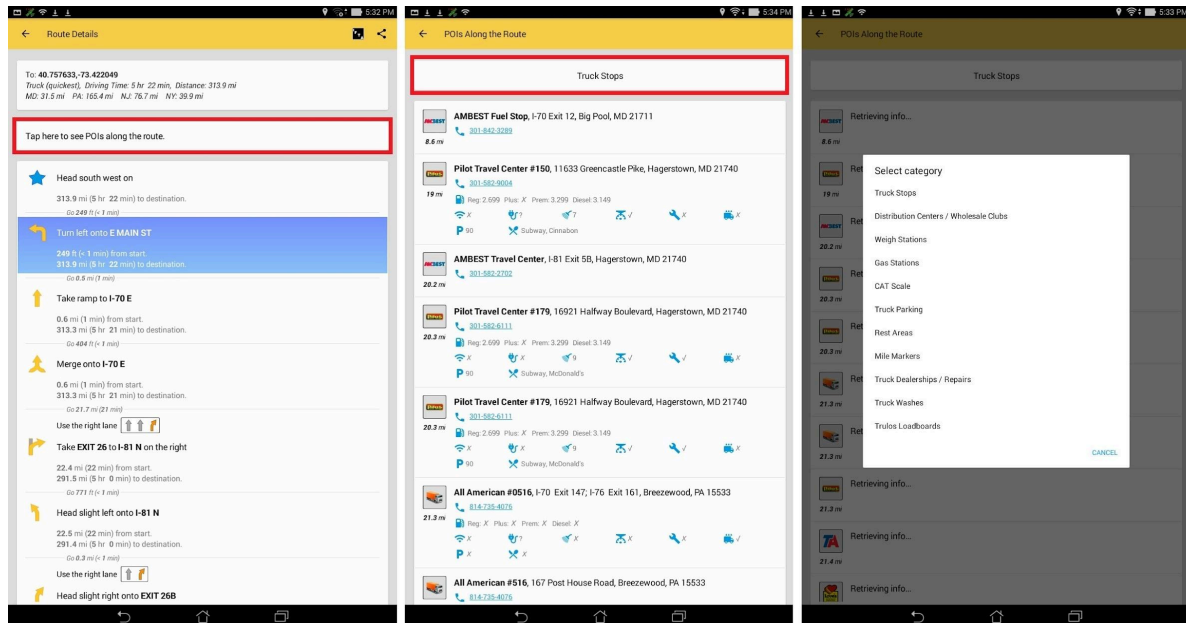 5:32 PM
Route Details
To: 40.757633,-73.422049
Truck (quickest), Driving Time: 5 hr 22 min, Distance: 313.9 mi
MD: 31.5 mi PA: 165.4 mi NJ: 76.7 mi NY: 39.9 mi
Tap here to see POIs along the route.
Head south west on
313.9 mi (5 hr 22 min) to destination.
Go 249 ft (< 1 min)
Turn left onto E MAIN ST
249 ft (< 1 min) from start.
313.9 mi (5 hr 22 min) to destination.
Go 0.5 mi (1 min)
Take ramp to I-70 E
0.6 mi (1 min) from start.
313.3 mi (5 hr 21 min) to destination.
Go 404 ft (< 1 min)
Merge onto I-70 E
0.6 mi (1 min) from start.
313.3 mi (5 hr 21 min) to destination.
Go 21.7 mi (21 min)
Use the right lane
Take EXIT 26 to I-81 N on the right
22.4 mi (22 min) from start.
291.5 mi (5 hr 0 min) to destination.
Go 771 ft (< 1 min)
Head slight left onto I-81 N
22.5 mi (22 min) from start.
291.4 mi (5 hr 0 min) to destination.
Go 0.3 mi (< 1 min)
Use the right lane
Head slight right onto EXIT 26B
5:34 PM
POIs Along the Route
Truck Stops
AMBEST
AMBEST Fuel Stop, I-70 Exit 12, Big Pool, MD 21711
301-842-3289
8.6 mi
Pilot Travel Center #150, 11633 Greencastle Pike, Hagerstown, MD 21740
301-582-9004
19 mi
Reg: 2.699 Plus: X Prem: 3.299 Diesel: 3.149
X ? 7 √ X X
P 90 Subway, Cinnabon
AMBEST
AMBEST Travel Center, I-81 Exit 5B, Hagerstown, MD 21740
301-582-2702
20.2 mi
Pilot Travel Center #179, 16921 Halfway Boulevard, Hagerstown, MD 21740
301-582-6111
20.3 mi
Reg: 2.699 Plus: X Prem: 3.299 Diesel: 3.149
X X 9 √ √ X
P 90 Subway, McDonald's
Pilot Travel Center #179, 16921 Halfway Boulevard, Hagerstown, MD 21740
301-582-6111
20.3 mi
Reg: 2.699 Plus: X Prem: 3.299 Diesel: 3.149
X X 9 √ √ X
P 90 Subway, McDonald's
All American #0516, I-70 Exit 147; I-76 Exit 161, Breezewood, PA 15533
814-735-4076
21.3 mi
Reg: X Plus: X Prem: X Diesel: X
X ? X X X √
P X X
All American #516, 167 Post House Road, Breezewood, PA 15533
814-735-4076
5:33 PM
POIs Along the Route
Truck Stops
AMBEST
Retrieving info...
8.6 mi
Ret
19 mi
AMBEST
Ret
20.2 mi
Ret
20.3 mi
Ret
20.3 mi
Ret
21.3 mi
Ret
21.3 mi
Select category
Truck Stops
Distribution Centers / Wholesale Clubs
Weigh Stations
Gas Stations
CAT Scale
Truck Parking
Rest Areas
Mile Markers
Truck Dealerships / Repairs
Truck Washes
Trulos Loadboards
CANCEL
Retrieving info...
21.3 mi
TA
Retrieving info...
21.4 mi
Retrieving info...